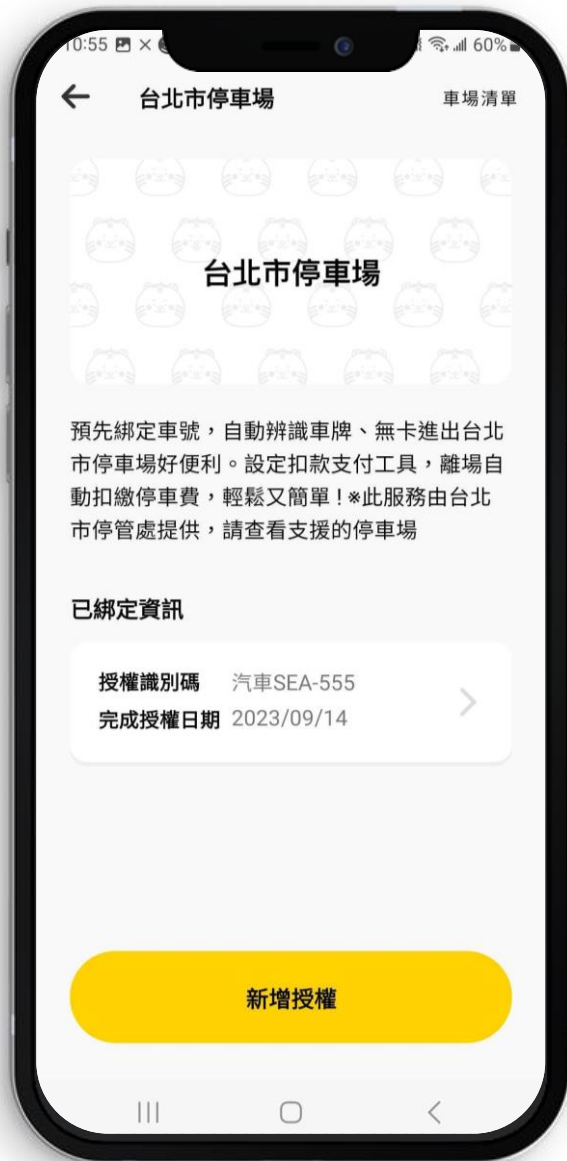 10:55
60%
台北市停車場
車場清單
台北市停車場
預先綁定車號，自動辨識車牌、無卡進出台北
市停車場好便利。設定扣款支付工具，離場自
動扣繳停車費，輕鬆又簡單！※此服務由台北
市停管處提供，請查看支援的停車場
已綁定資訊
授權識別碼 汽車SEA-555
完成授權日期 2023/09/14
新增授權